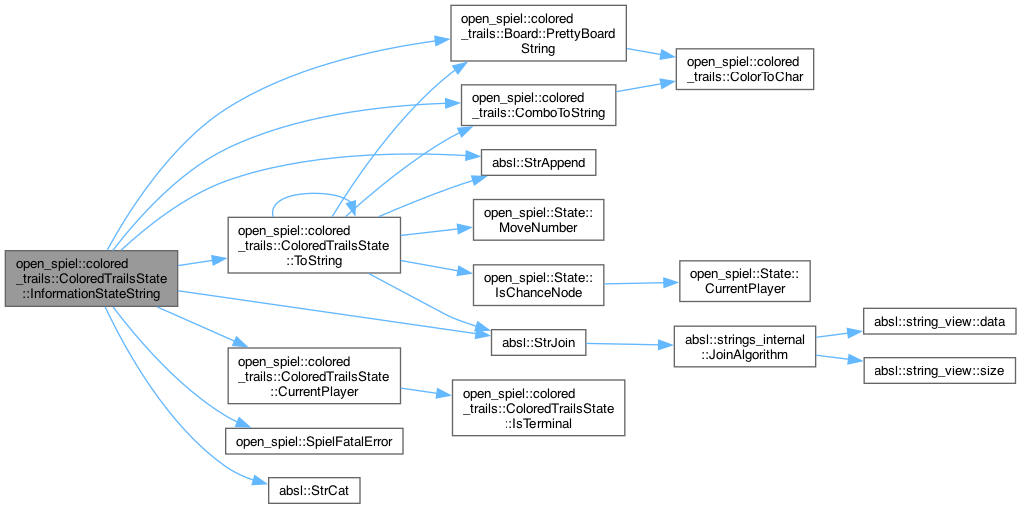 open_spiel::colored
_trails::Board::PrettyBoard
String
open_spiel::colored
_trails::ColorToChar
open_spiel::colored
_trails::ComboToString
absl::StrAppend
open_spiel::State::
MoveNumber
open_spiel::colored
_trails::ColoredTrailsState
::ToString
open_spiel::colored
_trails::ColoredTrailsState
::InformationStateString
open_spiel::State::
IsChanceNode
open_spiel::State::
CurrentPlayer
absl::StrJoin
absl::strings_internal
::JoinAlgorithm
absl::string_view::data
absl::string_view::size
open_spiel::colored
_trails::ColoredTrailsState
::CurrentPlayer
open_spiel::colored
_trails::ColoredTrailsState
::IsTerminal
open_spiel::SpielFatalError
absl::StrCat